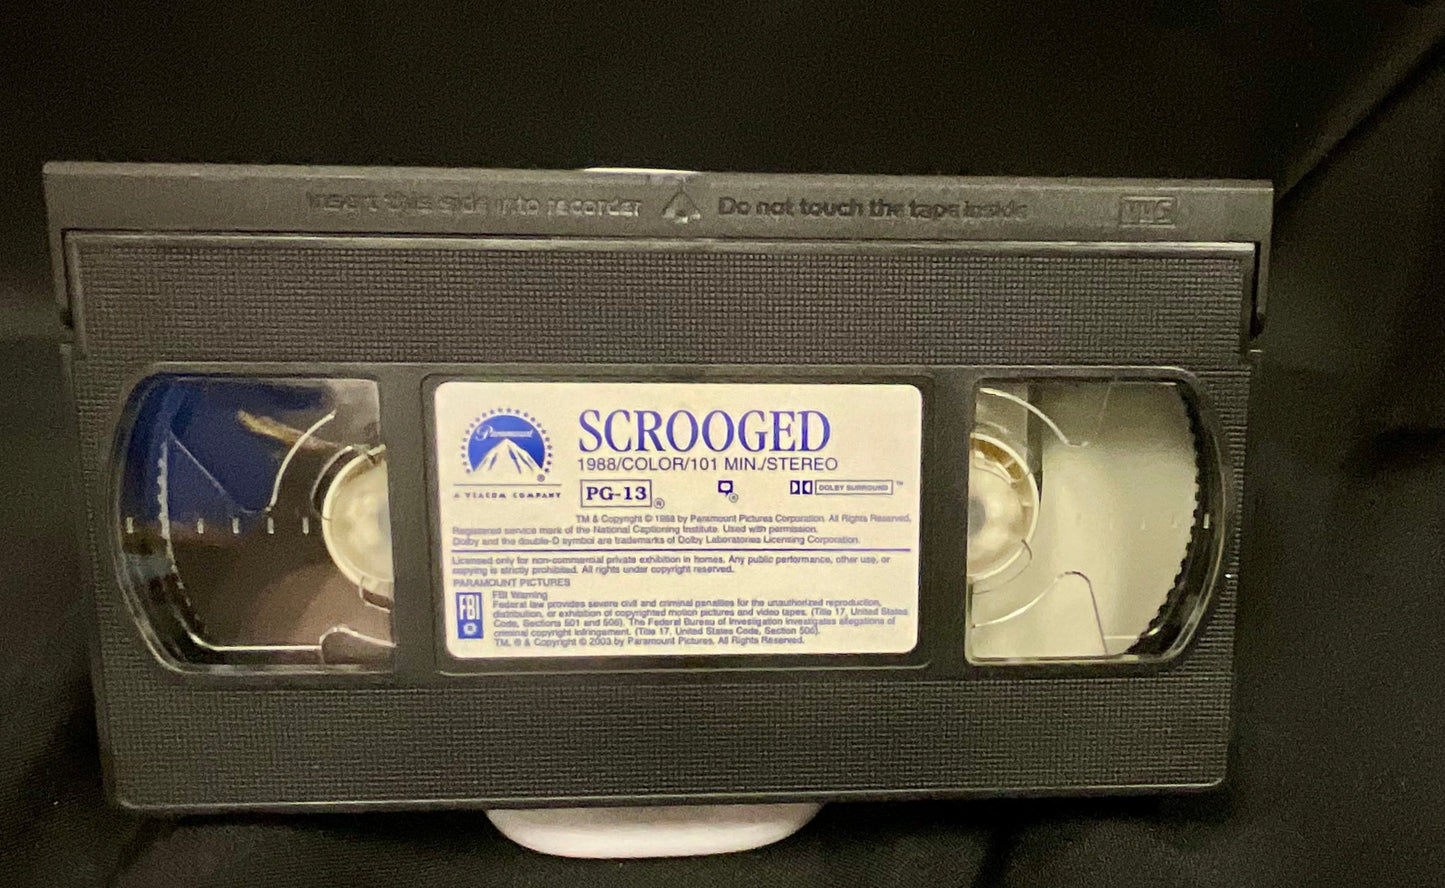 Insert this side into recorder Do not touch the tape inside VHS
Paramount
A VIACOM COMPANY
SCROOGED
1988/COLOR/101 MIN./STEREO
PG-13 ® ® DOLBY SURROUND ™
TM & Copyright © 1988 by Paramount Pictures Corporation. All Rights Reserved.
Registered service mark of the National Captioning Institute. Used with permission.
Dolby and the double-D symbol are trademarks of Dolby Laboratories Licensing Corporation.
Licensed only for non-commercial private exhibition in homes. Any public performance, other use, or
copying is strictly prohibited. All rights under copyright reserved.
PARAMOUNT PICTURES
FBI
FBI Warning
Federal law provides severe civil and criminal penalties for the unauthorized reproduction,
distribution, or exhibition of copyrighted motion pictures and video tapes. (Title 17, United States
Code, Sections 501 and 506). The Federal Bureau of Investigation investigates allegations of
criminal copyright infringement. (Title 17, United States Code, Section 506).
TM, ® & Copyright © 2003 by Paramount Pictures. All Rights Reserved.